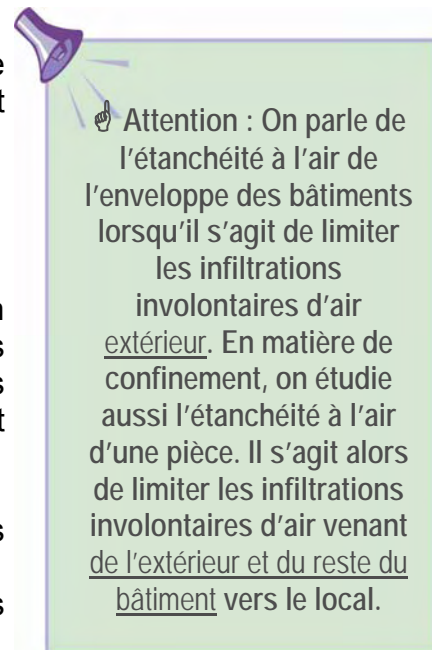 e
t
☝ Attention : On parle de
l'étanchéité à l'air de
l'enveloppe des bâtiments
lorsqu'il s'agit de limiter
les infiltrations
involontaires d'air
extérieur. En matière de
confinement, on étudie
aussi l'étanchéité à l'air
d'une pièce. Il s'agit alors
de limiter les infiltrations
involontaires d'air venant
de l'extérieur et du reste du
bâtiment vers le local.
n
s
s
t
s
s